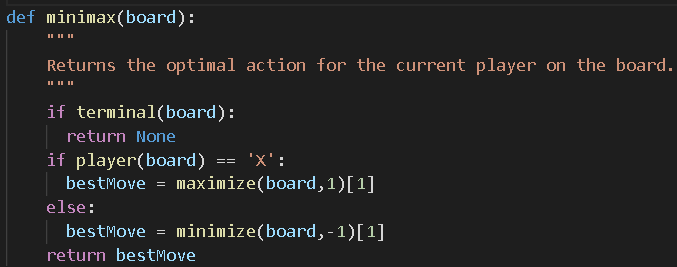 def minimax(board):
    """
    Returns the optimal action for the current player on the board.
    """
    if terminal(board):
      return None
    if player(board) == 'X':
      bestMove = maximize(board,1)[1]
    else:
      bestMove = minimize(board,-1)[1]
    return bestMove